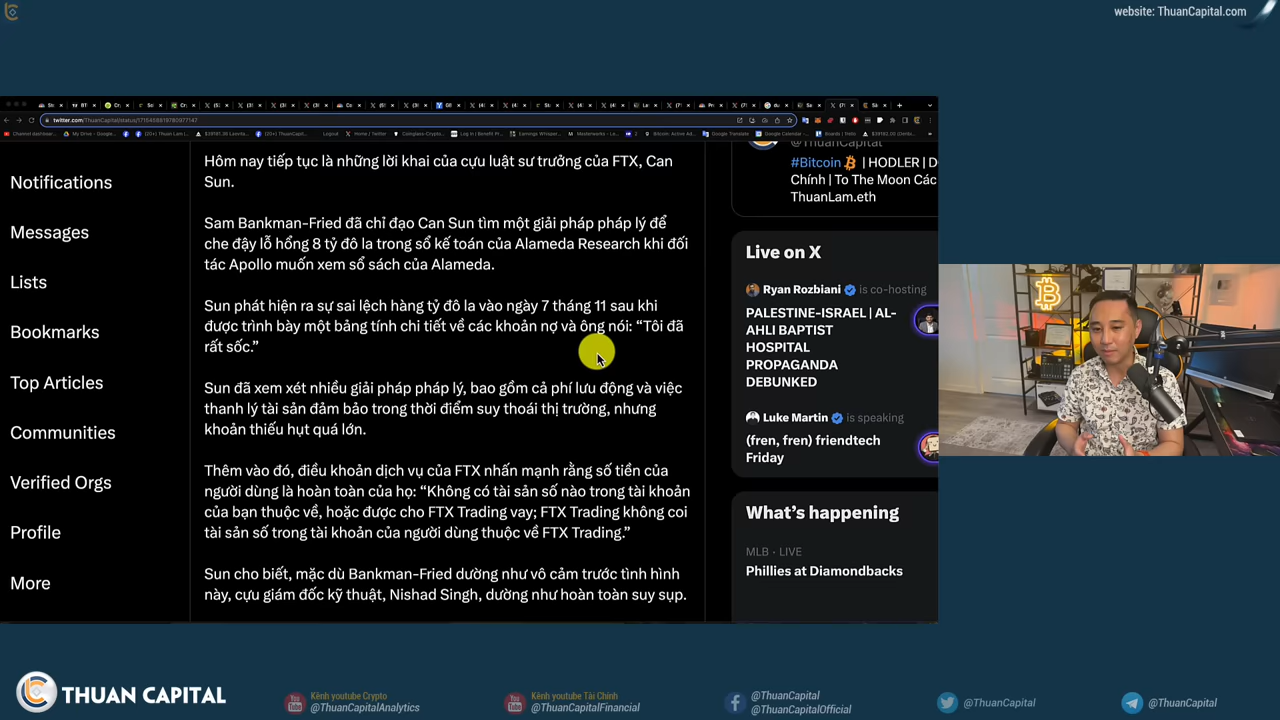 website: ThuanCapital.com
twitter.com/ThuanCapital/status/1715458819780977147
Notifications
Messages
Lists
Bookmarks
Top Articles
Communities
Verified Orgs
Profile
More
Hôm nay tiếp tục là những lời khai của cựu luật sư trưởng của FTX, Can
Sun.
Sam Bankman-Fried đã chỉ đạo Can Sun tìm một giải pháp pháp lý để
che đậy lỗ hổng 8 tỷ đô la trong sổ kế toán của Alameda Research khi đối
tác Apollo muốn xem sổ sách của Alameda.
Sun phát hiện ra sự sai lệch hàng tỷ đô la vào ngày 7 tháng 11 sau khi
được trình bày một bảng tính chi tiết về các khoản nợ và ông nói: “Tôi đã
rất sốc.”
Sun đã xem xét nhiều giải pháp pháp lý, bao gồm cả phí lưu động và việc
thanh lý tài sản đảm bảo trong thời điểm suy thoái thị trường, nhưng
khoản thiếu hụt quá lớn.
Thêm vào đó, điều khoản dịch vụ của FTX nhấn mạnh rằng số tiền của
người dùng là hoàn toàn của họ: “Không có tài sản số nào trong tài khoản
của bạn thuộc về, hoặc được cho FTX Trading vay; FTX Trading không coi
tài sản số trong tài khoản của người dùng thuộc về FTX Trading.”
Sun cho biết, mặc dù Bankman-Fried dường như vô cảm trước tình hình
này, cựu giám đốc kỹ thuật, Nishad Singh, dường như hoàn toàn suy sụp.
@ThuanCapital
#Bitcoin | HODLER | D
Chính | To The Moon Các
ThuanLam.eth
Live on X
Ryan Rozbiani is co-hosting
PALESTINE-ISRAEL | AL-
AHLI BAPTIST
HOSPITAL
PROPAGANDA
DEBUNKED
Luke Martin is speaking
(fren, fren) friendtech
Friday
What’s happening
MLB · LIVE
Phillies at Diamondbacks
THUAN CAPITAL
Kênh youtube Crypto
@ThuanCapitalAnalytics
Kênh youtube Tài Chính
@ThuanCapitalFinancial
@ThuanCapital
@ThuanCapitalOfficial
@ThuanCapital
@ThuanCapital